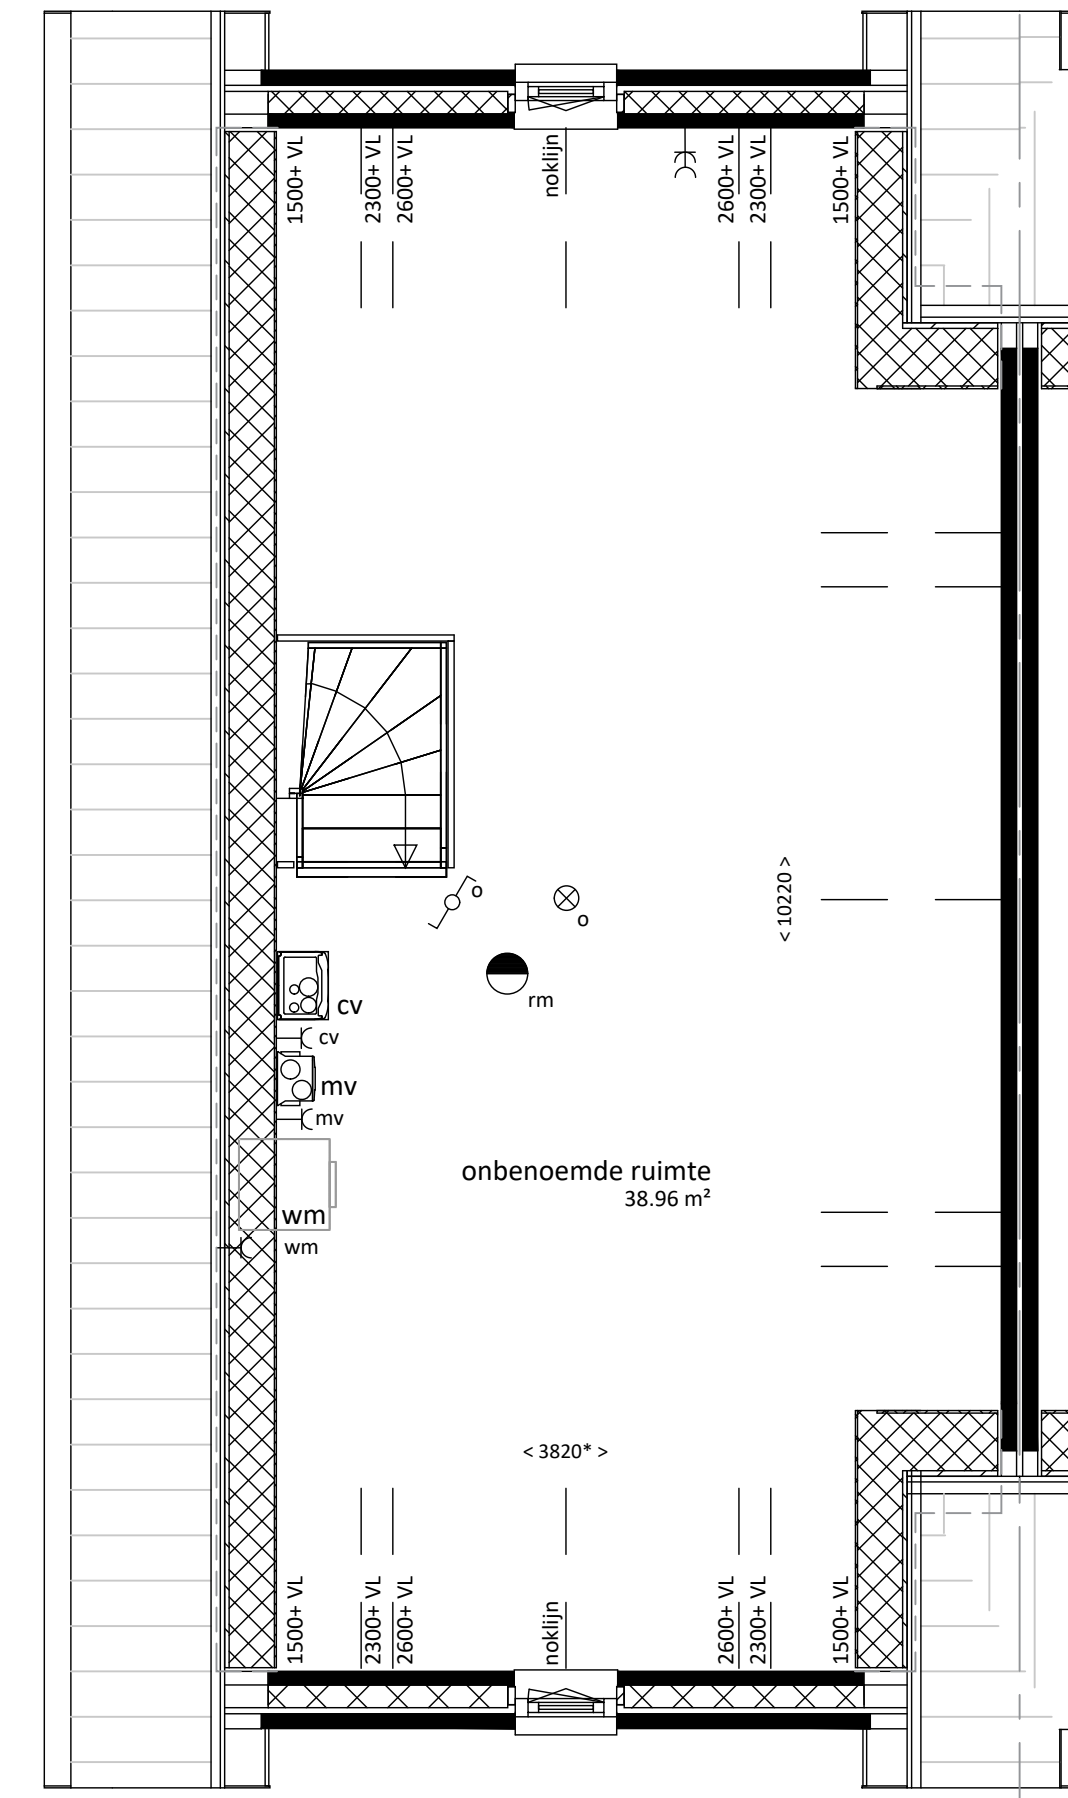 1500+ VL
2300+ VL
2600+ VL
noklijn
2600+ VL
2300+ VL
1500+ VL
< 10220 >
o
o
rm
cv
cv
mv
mv
onbenoemde ruimte
38.96 m²
wm
wm
< 3820* >
1500+ VL
2300+ VL
2600+ VL
noklijn
2600+ VL
2300+ VL
1500+ VL